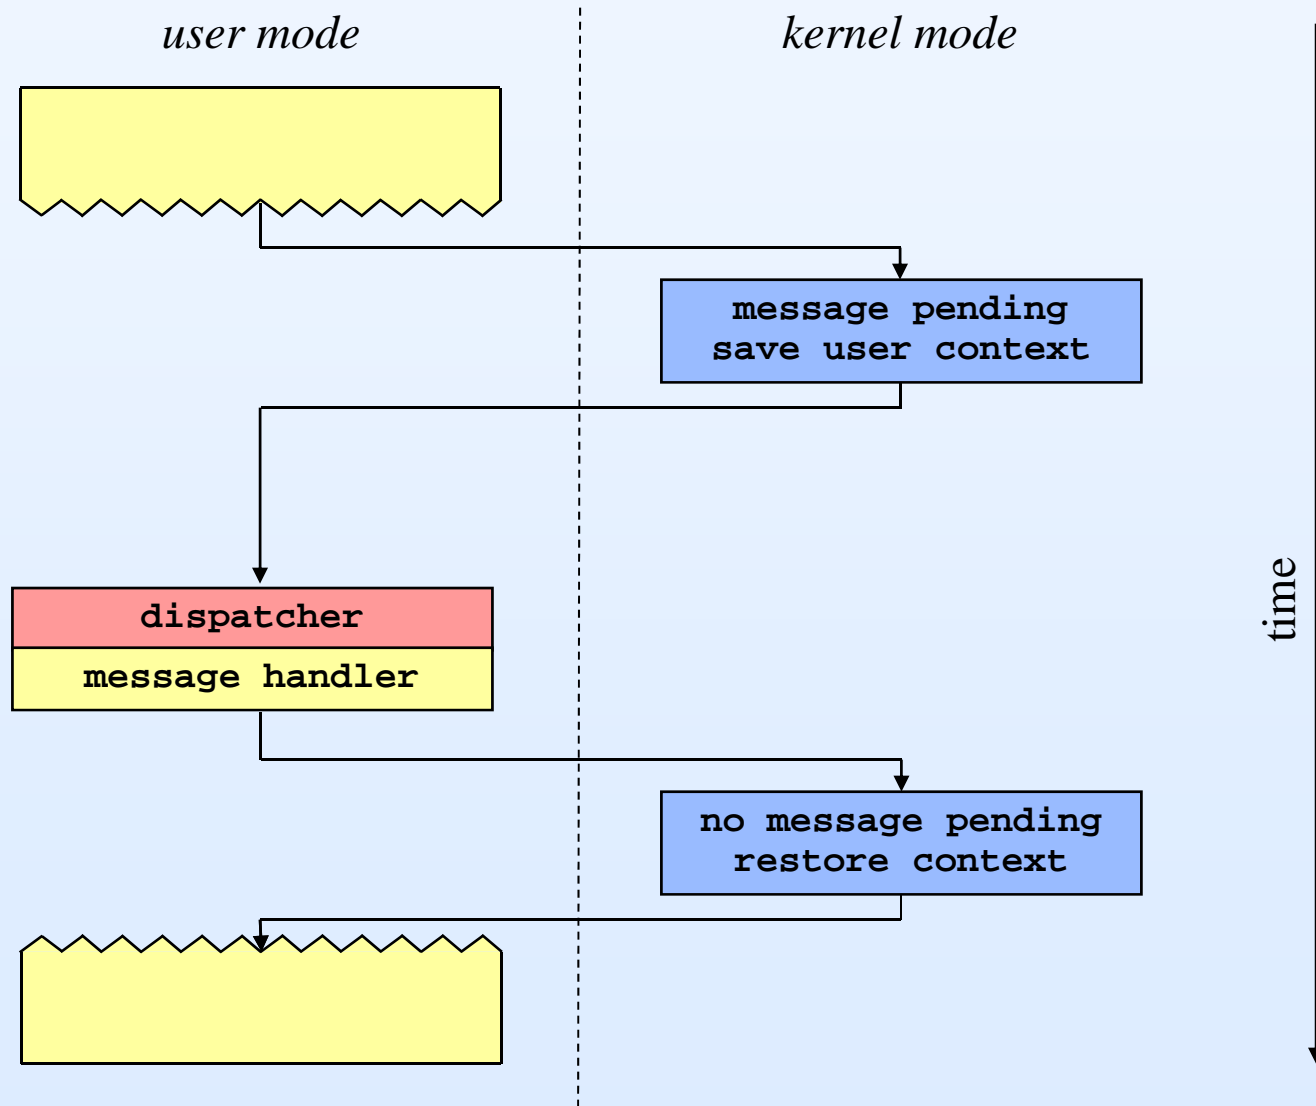 user mode
kernel mode
message pending
save user context
dispatcher
message handler
time
no message pending
restore context